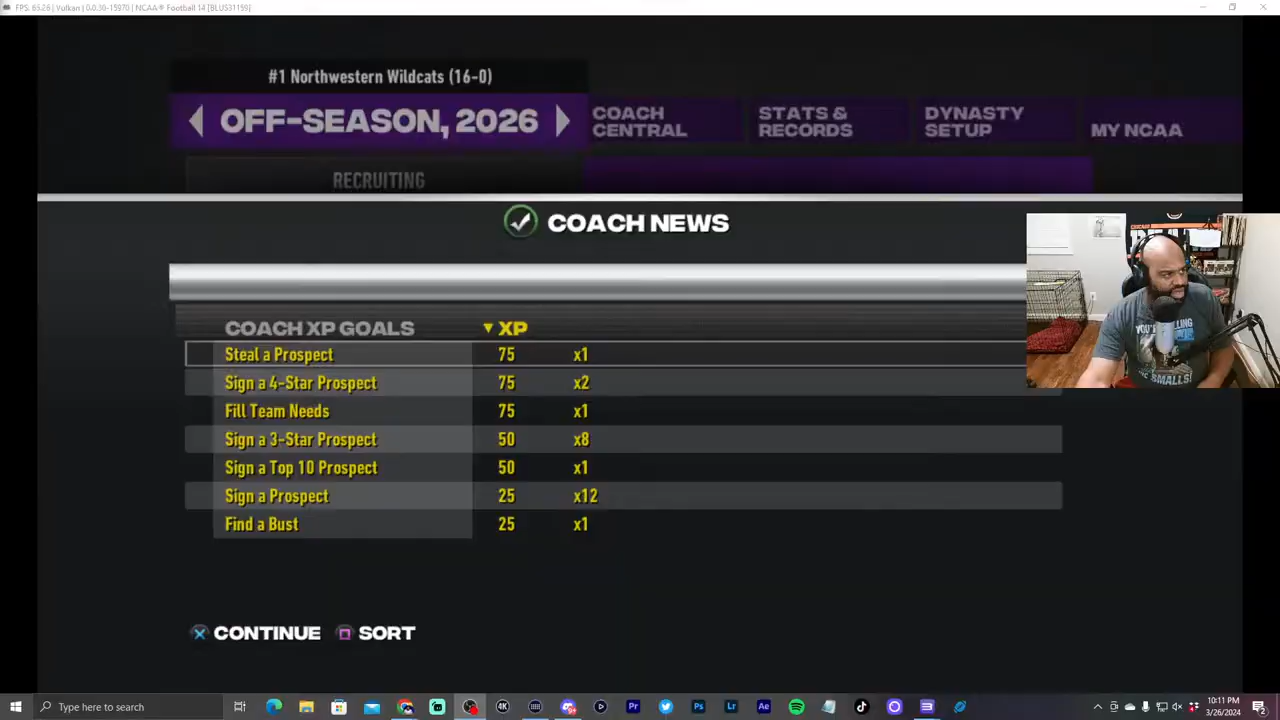 FPS: 65.26 | Vulkan | 0.0.30-15970 | NCAA® Football 14 [BLUS31159]
#1 Northwestern Wildcats (16-0)
OFF-SEASON, 2026
COACH CENTRAL
STATS & RECORDS
DYNASTY SETUP
MY NCAA
RECRUITING
COACH NEWS
COACH XP GOALS XP
Steal a Prospect 75 x1
Sign a 4-Star Prospect 75 x2
Fill Team Needs 75 x1
Sign a 3-Star Prospect 50 x8
Sign a Top 10 Prospect 50 x1
Sign a Prospect 25 x12
Find a Bust 25 x1
CONTINUE SORT
Type here to search
10:11 PM
3/26/2024